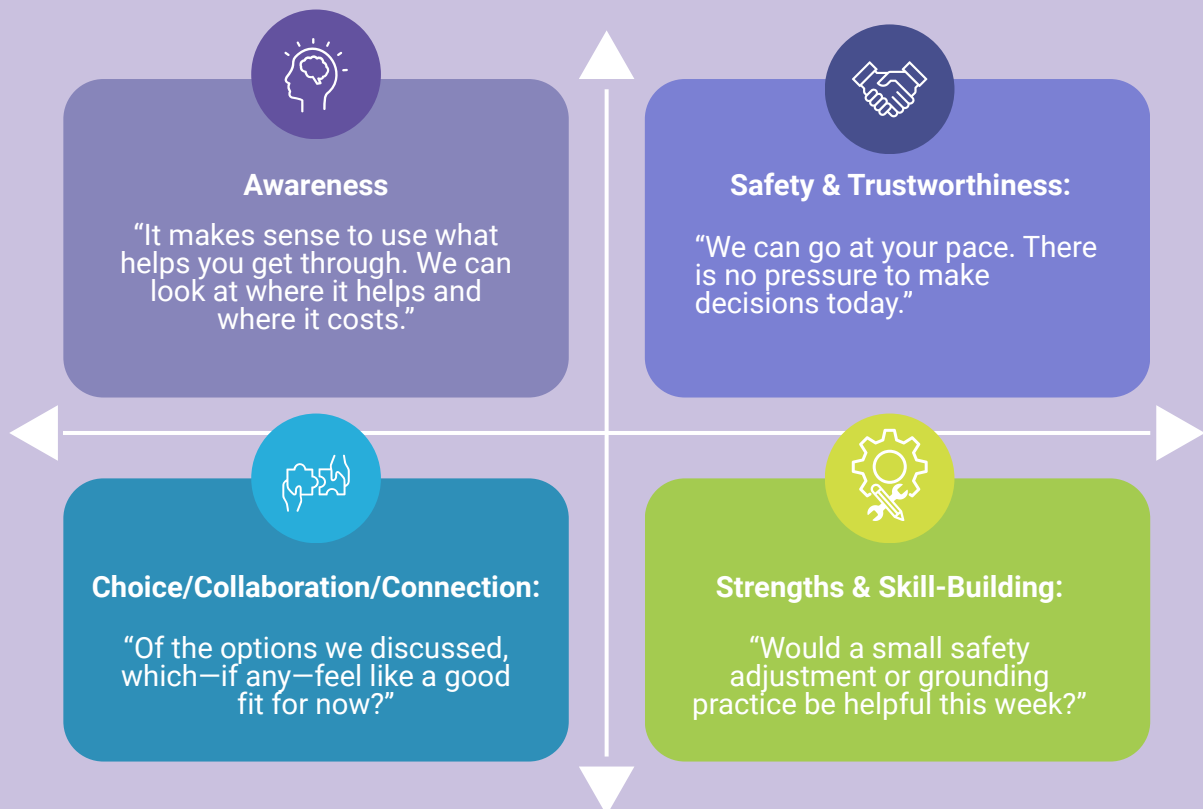 Awareness
“It makes sense to use what
helps you get through. We can
look at where it helps and
where it costs.”
Safety & Trustworthiness:
“We can go at your pace. There
is no pressure to make
decisions today.”
Choice/Collaboration/Connection:
“Of the options we discussed,
which—if any—feel like a good
fit for now?”
Strengths & Skill-Building:
“Would a small safety
adjustment or grounding
practice be helpful this week?”